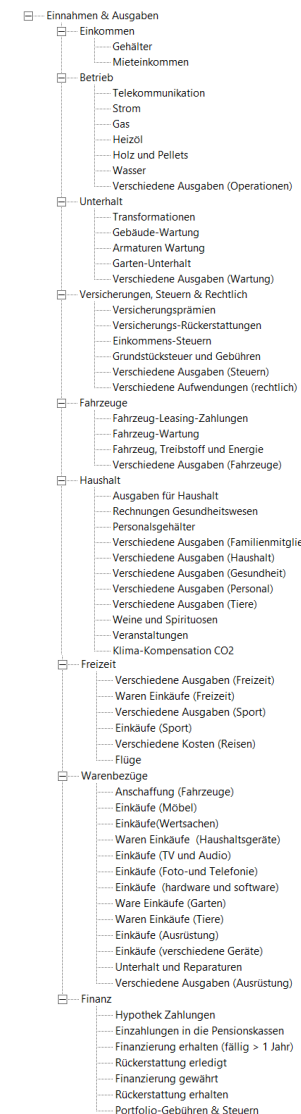 Einnahmen & Ausgaben
Einkommen
Gehälter
Mieteinkommen
Betrieb
Telekommunikation
Strom
Gas
Heizöl
Holz und Pellets
Wasser
Verschiedene Ausgaben (Operationen)
Unterhalt
Transformationen
Gebäude-Wartung
Armaturen Wartung
Garten-Unterhalt
Verschiedene Ausgaben (Wartung)
Versicherungen, Steuern & Rechtlich
Versicherungsprämien
Versicherungs-Rückerstattungen
Einkommens-Steuern
Grundstücksteuer und Gebühren
Verschiedene Ausgaben (Steuern)
Verschiedene Aufwendungen (rechtlich)
Fahrzeuge
Fahrzeug-Leasing-Zahlungen
Fahrzeug-Wartung
Fahrzeug, Treibstoff und Energie
Verschiedene Ausgaben (Fahrzeuge)
Haushalt
Ausgaben für Haushalt
Rechnungen Gesundheitswesen
Personalsgehälter
Verschiedene Ausgaben (Familienmitglie
Verschiedene Ausgaben (Haushalt)
Verschiedene Ausgaben (Gesundheit)
Verschiedene Ausgaben (Personal)
Verschiedene Ausgaben (Tiere)
Weine und Spirituosen
Veranstaltungen
Klima-Kompensation CO2
Freizeit
Verschiedene Ausgaben (Freizeit)
Waren Einkäufe (Freizeit)
Verschiedene Ausgaben (Sport)
Einkäufe (Sport)
Verschiedene Kosten (Reisen)
Flüge
Warenbezüge
Anschaffung (Fahrzeuge)
Einkäufe (Möbel)
Einkäufe(Wertsachen)
Waren Einkäufe (Haushaltsgeräte)
Einkäufe (TV und Audio)
Einkäufe (Foto-und Telefonie)
Einkäufe (hardware und software)
Ware Einkäufe (Garten)
Waren Einkäufe (Tiere)
Einkäufe (Ausrüstung)
Einkäufe (verschiedene Geräte)
Unterhalt und Reparaturen
Verschiedene Ausgaben (Ausrüstung)
Finanz
Hypothek Zahlungen
Einzahlungen in die Pensionskassen
Finanzierung erhalten (fällig > 1 Jahr)
Rückerstattung erledigt
Finanzierung gewährt
Rückerstattung erhalten
Portfolio-Gebühren & Steuern